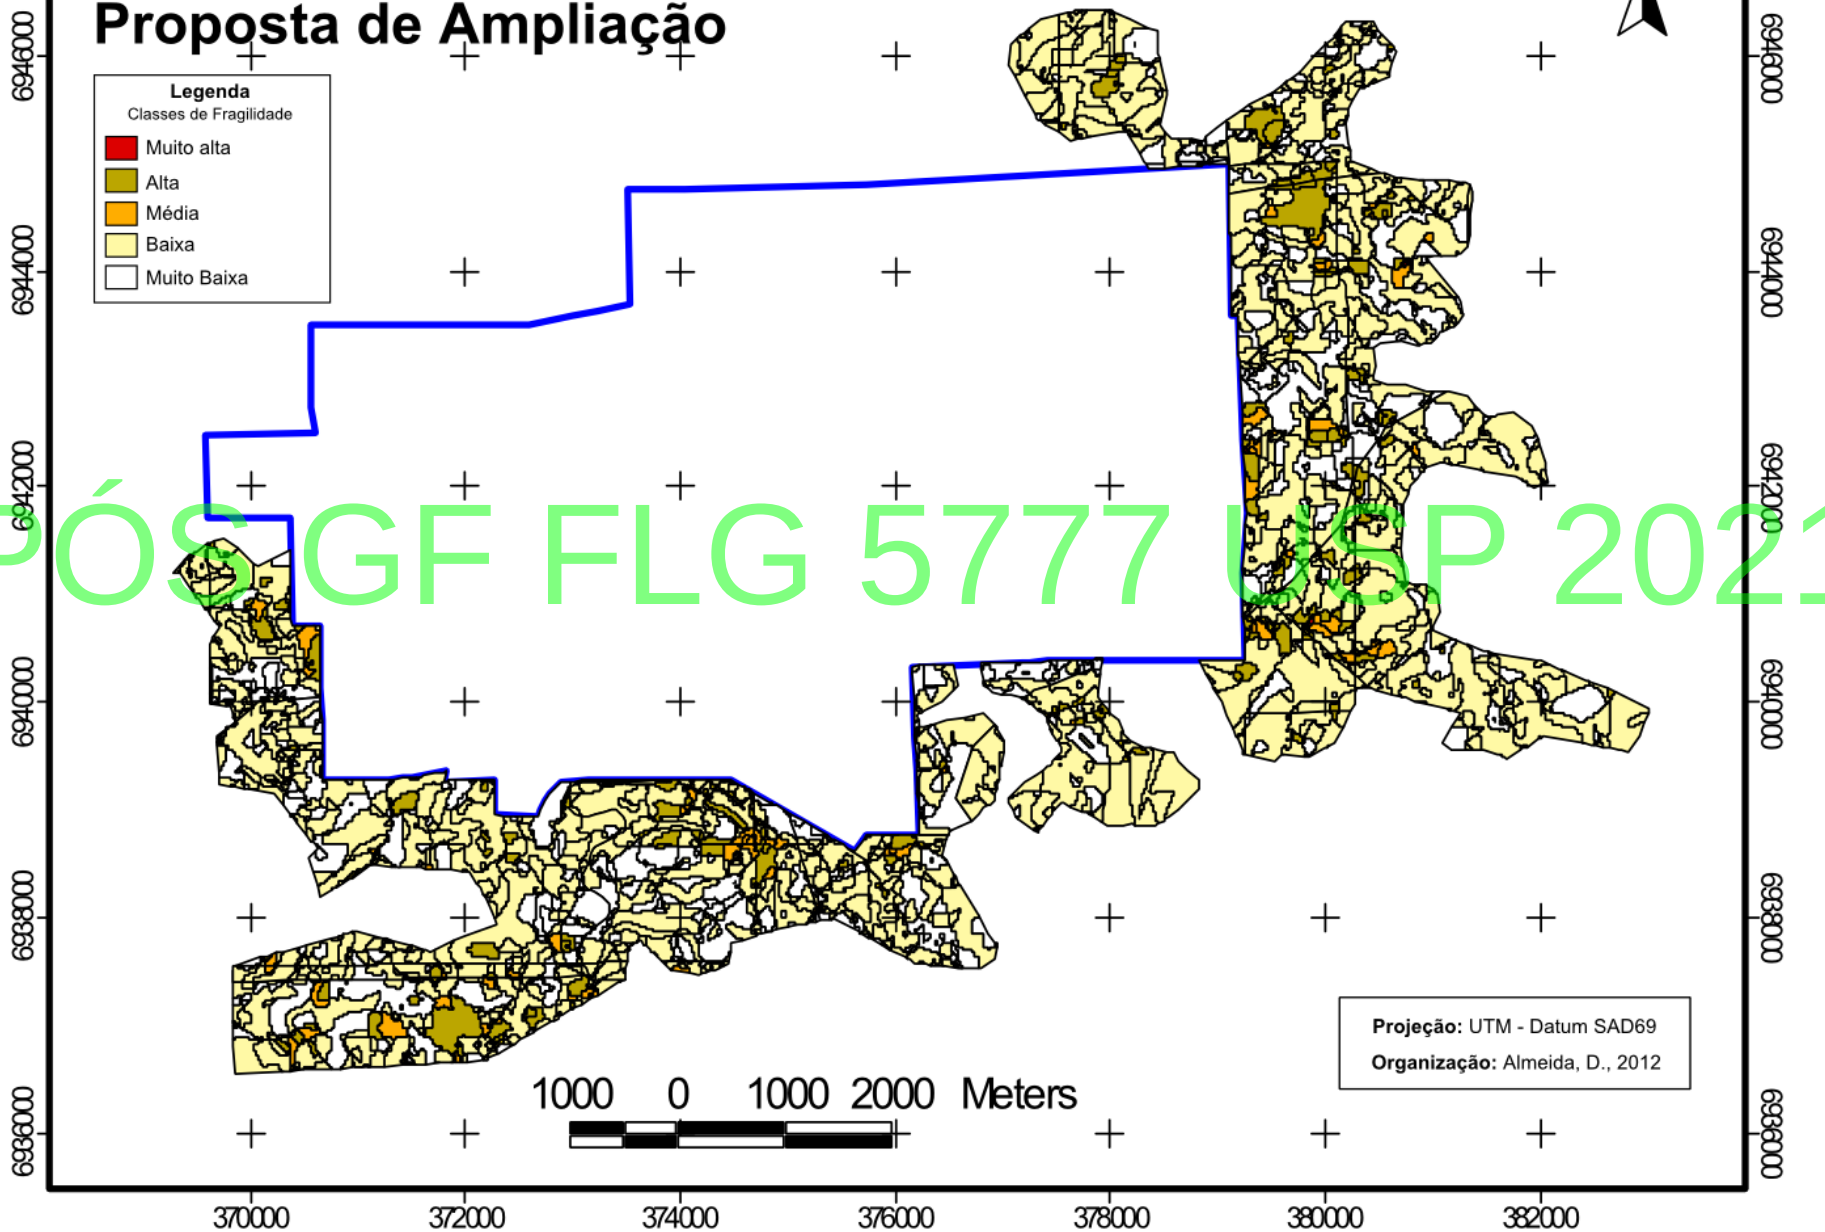 Proposta de Ampliação
Legenda
Classes de Fragilidade
Muito alta
Alta
Média
Baixa
Muito Baixa
6946000
6944000
6942000
6940000
6938000
6936000
6946000
6944000
6942000
6940000
6938000
6936000
PÓS GF FLG 5777 USP 2021
Projeção: UTM - Datum SAD69
Organização: Almeida, D., 2012
1000 0 1000 2000 Meters
370000 372000 374000 376000 378000 380000 382000